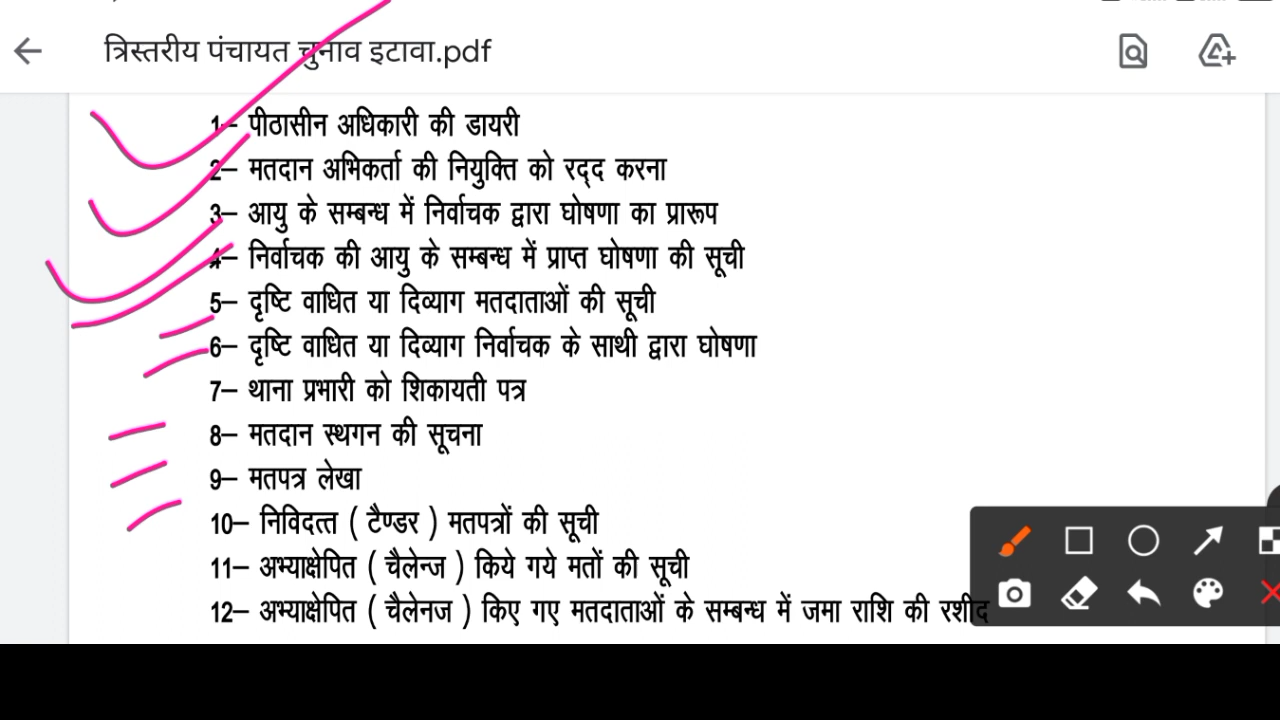 त्रिस्तरीय पंचायत चुनाव इटावा.pdf
1– पीठासीन अधिकारी की डायरी
2– मतदान अभिकर्ता की नियुक्ति को रद्द करना
3– आयु के सम्बन्ध में निर्वाचक द्वारा घोषणा का प्रारूप
4– निर्वाचक की आयु के सम्बन्ध में प्राप्त घोषणा की सूची
5– दृष्टि वाधित या दिव्याग मतदाताओं की सूची
6– दृष्टि वाधित या दिव्याग निर्वाचक के साथी द्वारा घोषणा
7– थाना प्रभारी को शिकायती पत्र
8– मतदान स्थगन की सूचना
9– मतपत्र लेखा
10– निविदत्त ( टैण्डर ) मतपत्रों की सूची
11– अभ्याक्षेपित ( चैलेन्ज ) किये गये मतों की सूची
12– अभ्याक्षेपित ( चैलेनज ) किए गए मतदाताओं के सम्बन्ध में जमा राशि की रशीद